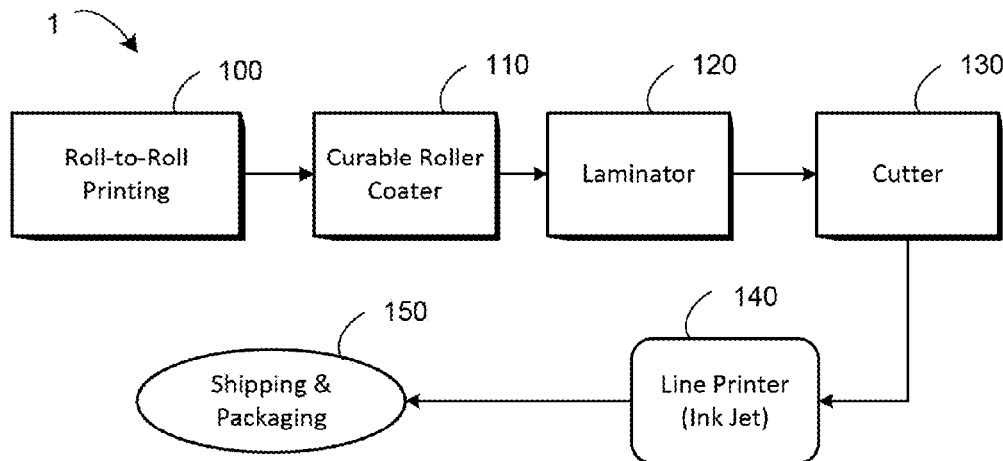 1
100
110
120
130
Roll-to-Roll
Printing
Curable Roller
Coater
Laminator
Cutter
150
140
Shipping &
Packaging
Line Printer
(Ink Jet)